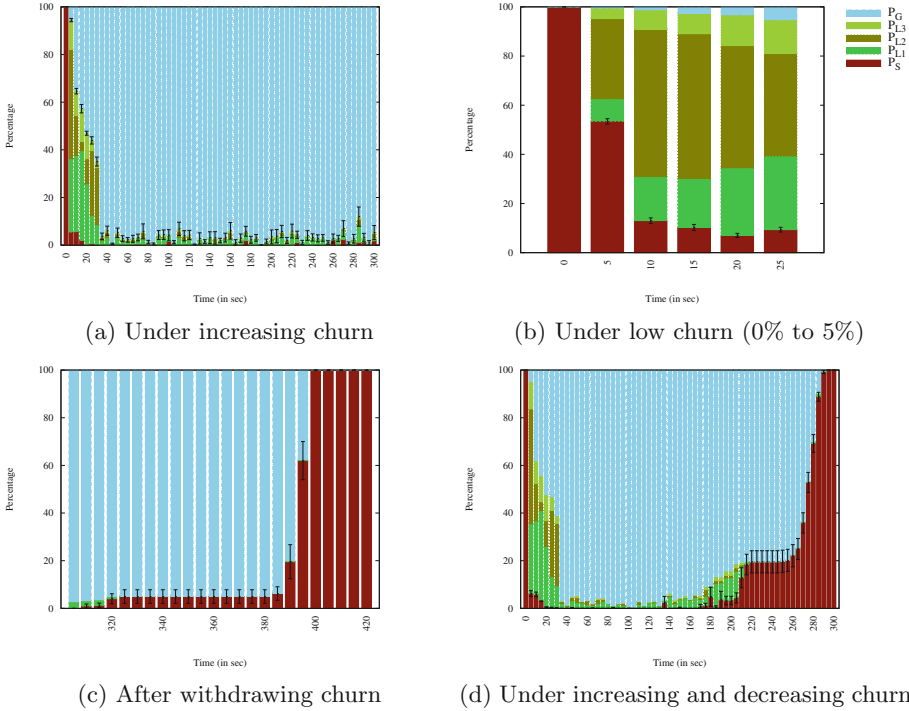 100
80
60
40
20
0
Percentage
0 20 40 60 80 100 120 140 160 180 200 220 240 260 280 300
Time (in sec)
(a) Under increasing churn
100
80
60
40
20
0
Percentage
0 5 10 15 20 25
Time (in sec)
P_G
P_L3
P_L2
P_L1
P_S
(b) Under low churn (0% to 5%)
100
80
60
40
20
0
Percentage
320 340 360 380 400 420
Time (in sec)
(c) After withdrawing churn
100
80
60
40
20
0
Percentage
0 20 40 60 80 100 120 140 160 180 200 220 240 260 280 300
Time (in sec)
(d) Under increasing and decreasing churn